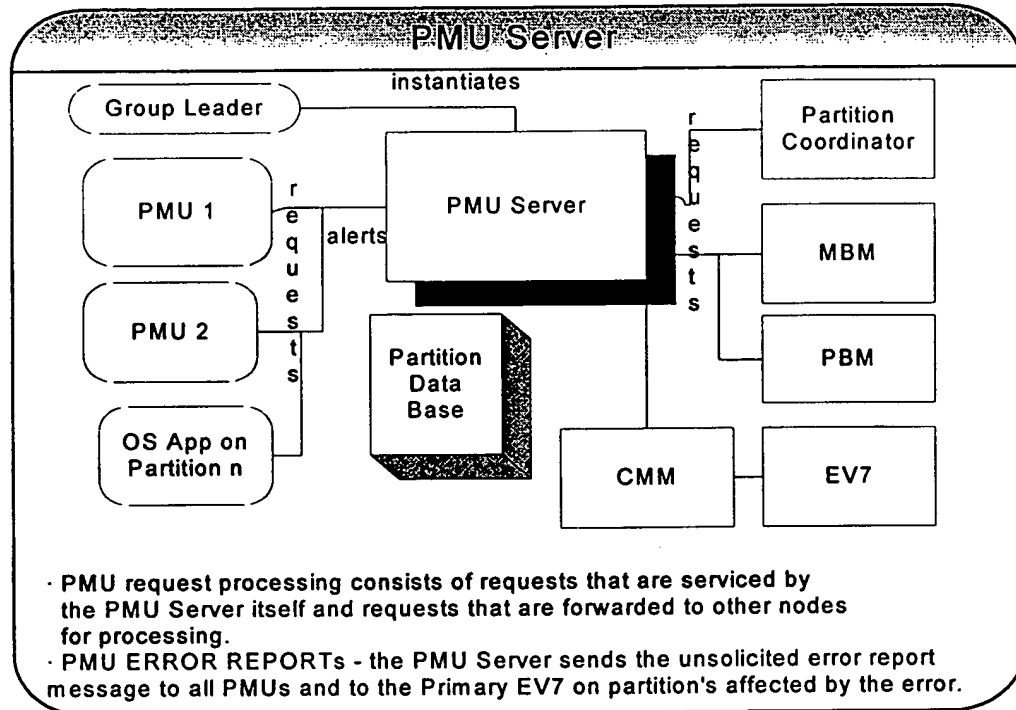 PMU Server
instantiates
Group Leader
Partition
Coordinator
requests
PMU 1
requests
PMU Server
alerts
MBM
PMU 2
Partition
Data
Base
PBM
OS App on
Partition n
CMM
EV7
· PMU request processing consists of requests that are serviced by
the PMU Server itself and requests that are forwarded to other nodes
for processing.
· PMU ERROR REPORTs - the PMU Server sends the unsolicited error report
message to all PMUs and to the Primary EV7 on partition's affected by the error.